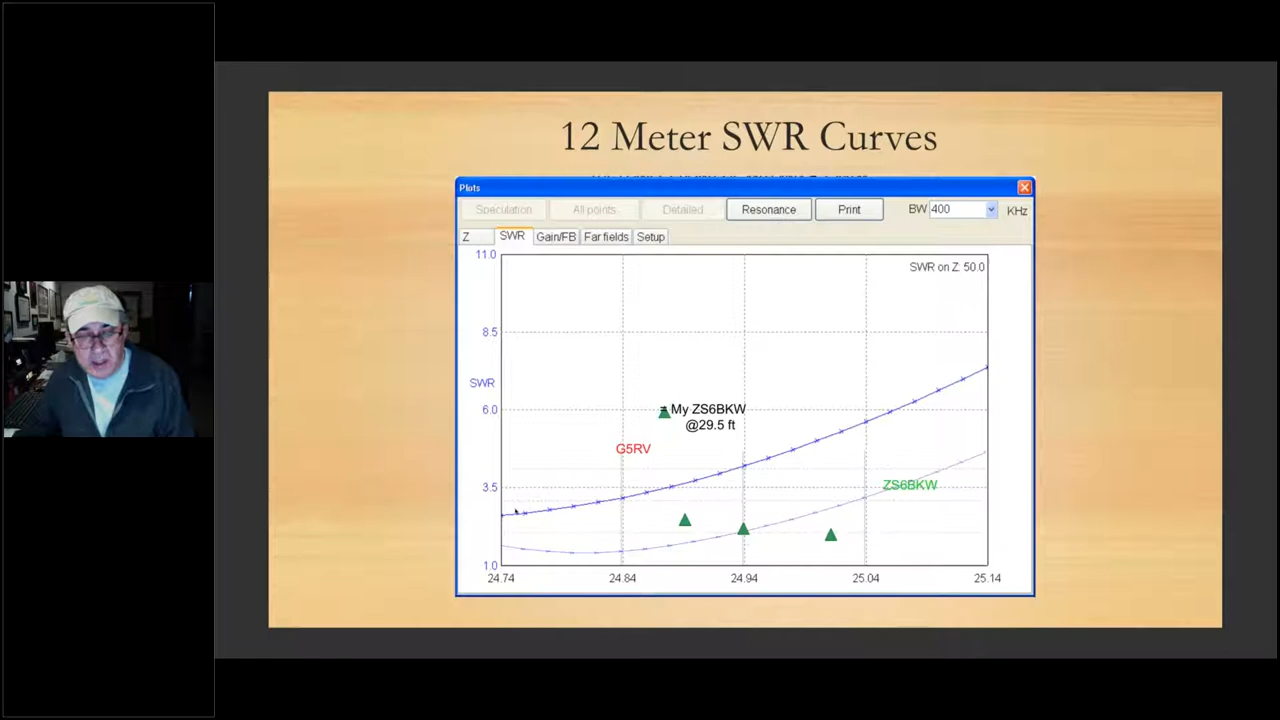 12 Meter SWR Curves
Plots
Speculation All points Detailed Resonance Print BW 400 KHz
Z SWR Gain/FB Far fields Setup
11.0
SWR on Z: 50.0
8.5
SWR
6.0
My ZS6BKW
@29.5 ft
G5RV
3.5
ZS6BKW
1.0
24.74 24.84 24.94 25.04 25.14